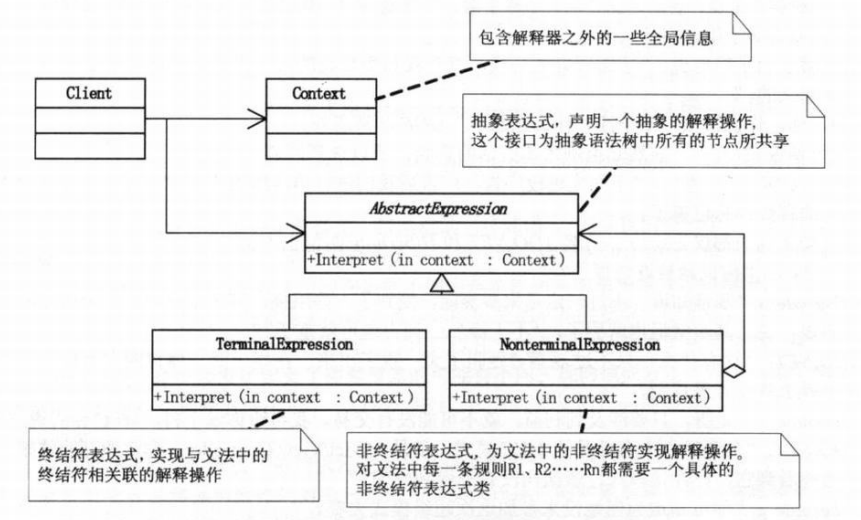 包含解释器之外的一些全局信息
Client
Context
抽象表达式，声明一个抽象的解释操作，
这个接口为抽象语法树中所有的节点所共享
AbstractExpression
+Interpret(in context : Context)
TerminalExpression
NonterminalExpression
+Interpret(in context : Context)
+Interpret(in context : Context)
终结符表达式，实现与文法中的
终结符相关联的解释操作
非终结符表达式，为文法中的非终结符实现解释操作。
对文法中每一条规则R1、R2……Rn都需要一个具体的
非终结符表达式类